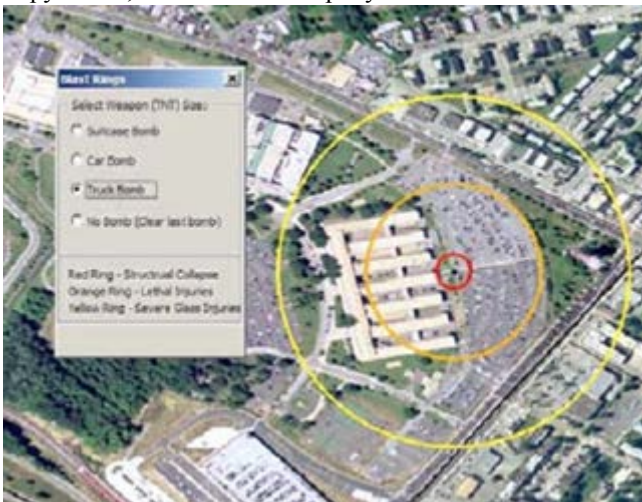 Blast Rings
Select Weapon (TNT) Size:
Suitcase Bomb
Car Bomb
Truck Bomb
No Bomb (Clear last bomb)
Red Ring - Structural Collapse
Orange Ring - Lethal Injuries
Yellow Ring - Severe Glass Injuries